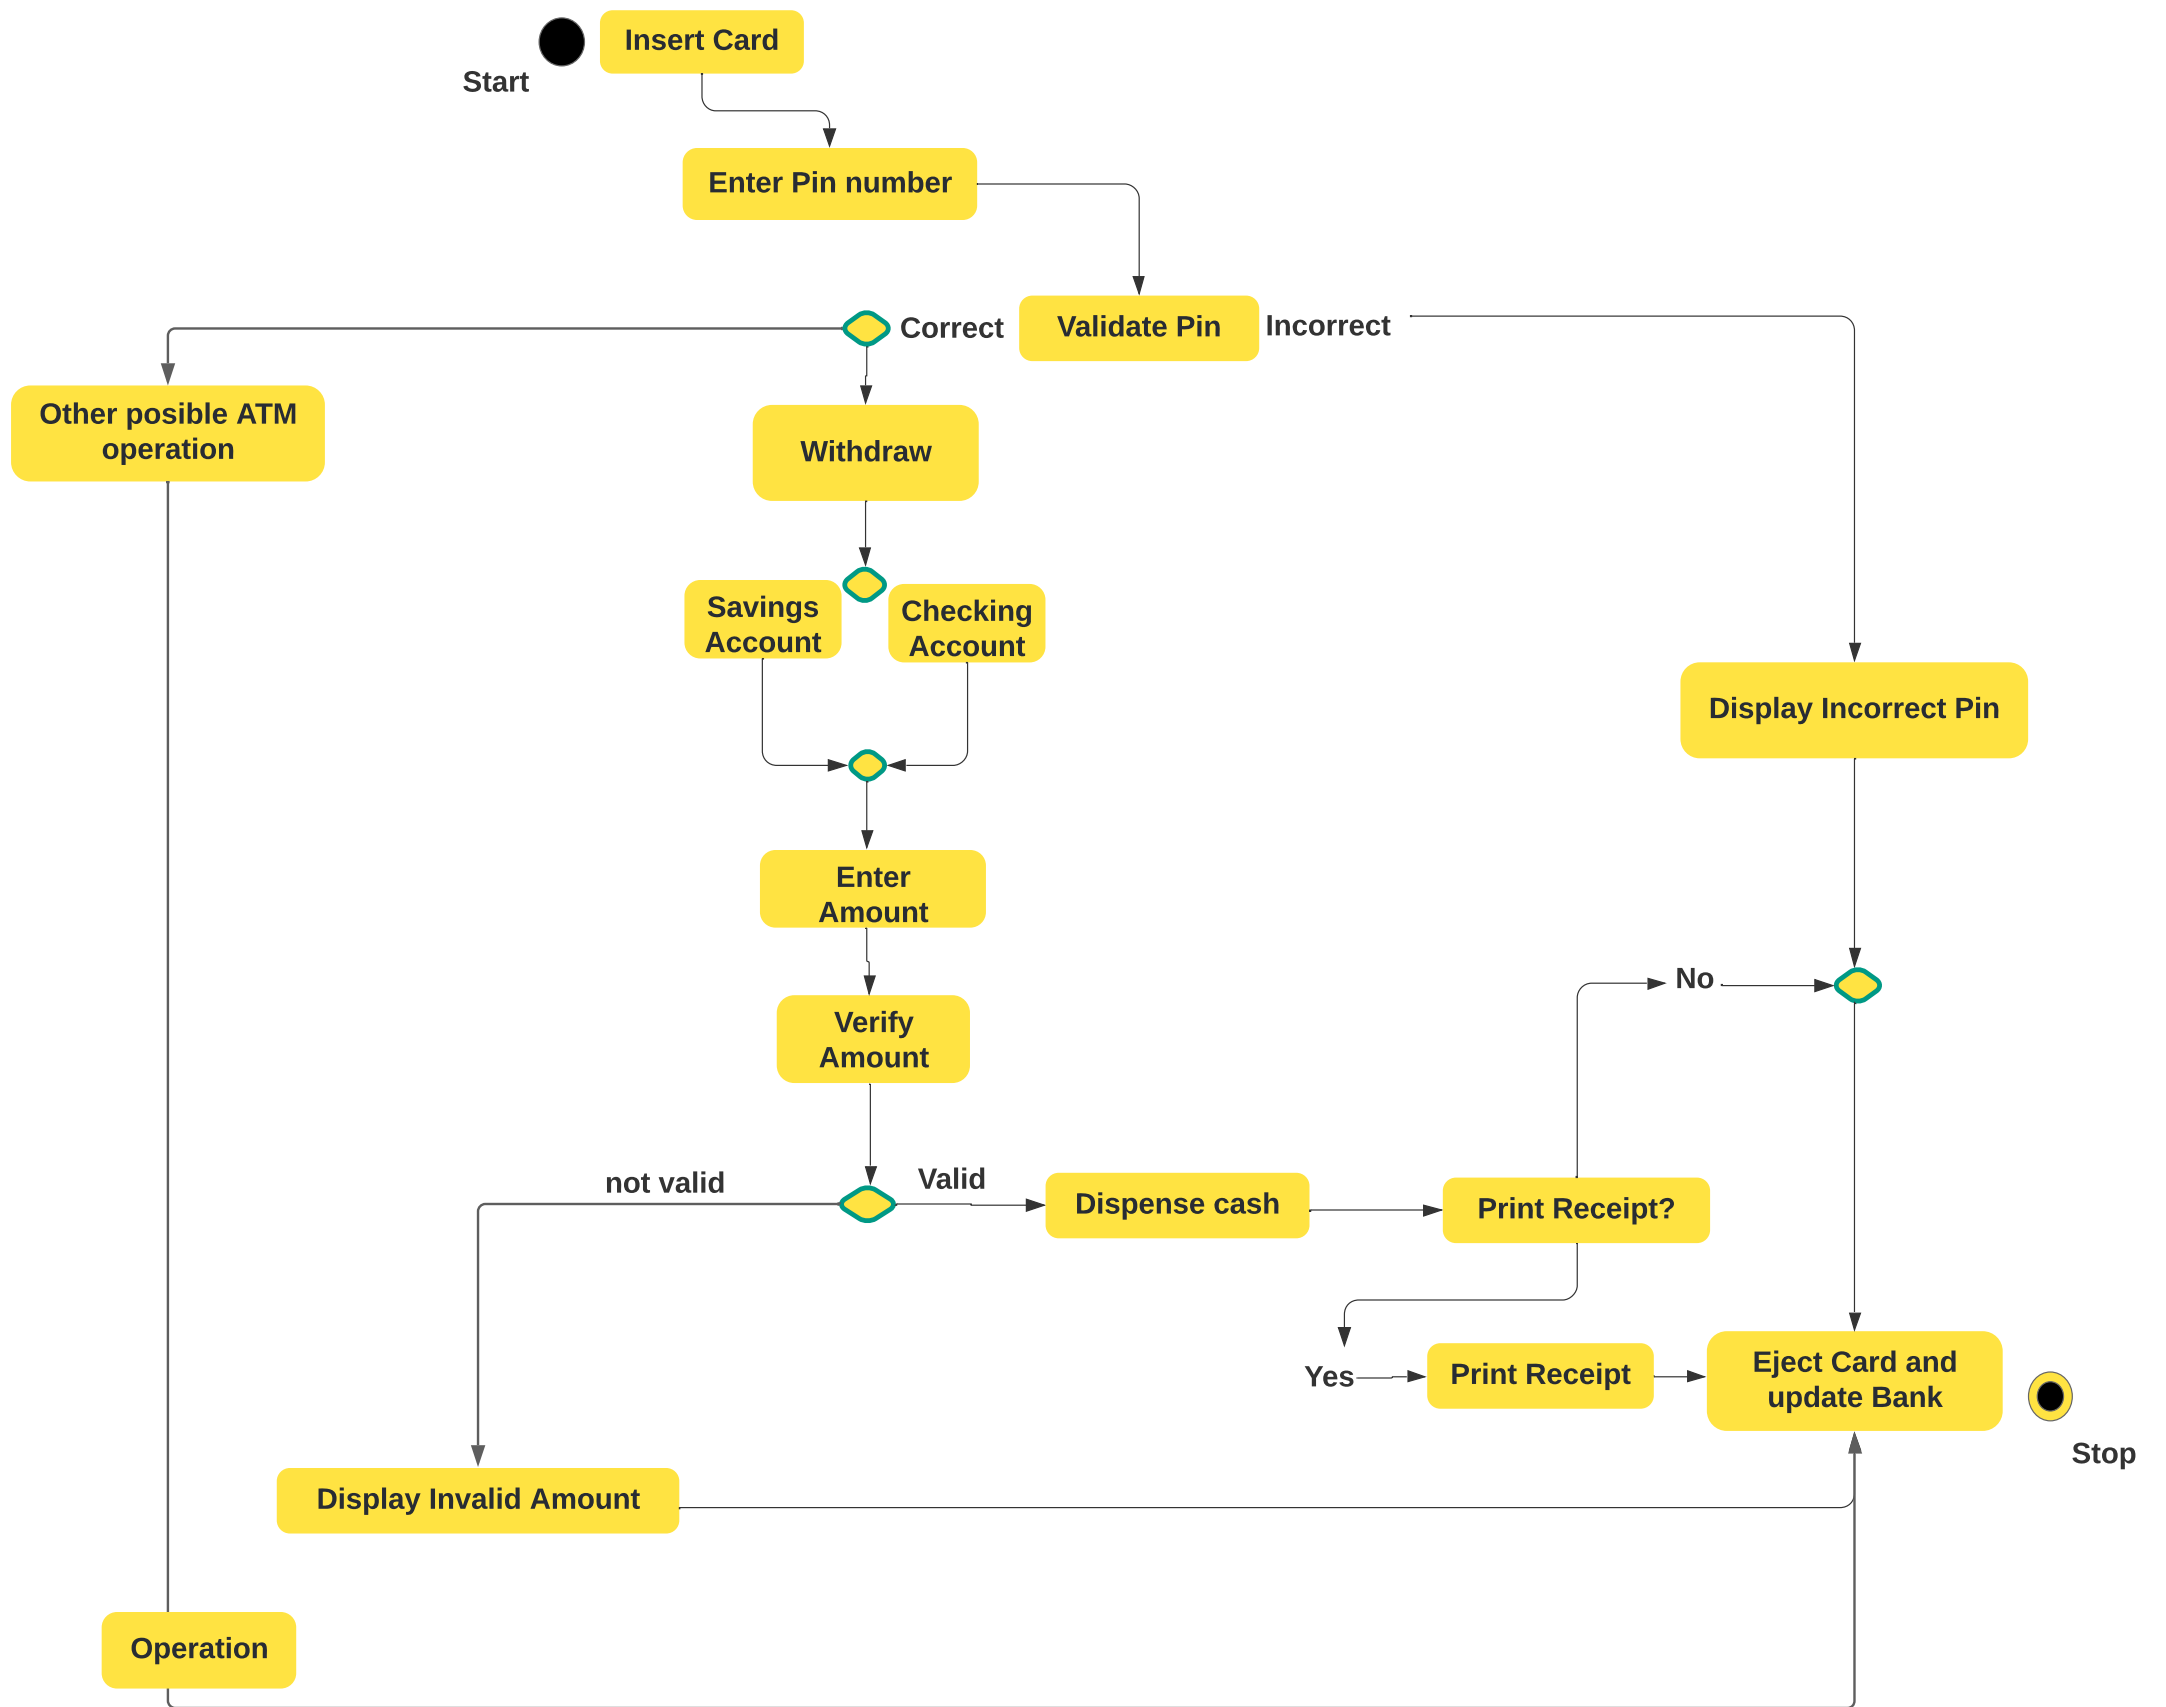 Insert Card
Start
Enter Pin number
Correct
Validate Pin
Incorrect
Other posible ATM
operation
Withdraw
Savings
Account
Checking
Account
Display Incorrect Pin
Enter
Amount
No
Verify
Amount
not valid
Valid
Dispense cash
Print Receipt?
Yes
Print Receipt
Eject Card and
update Bank
Stop
Display Invalid Amount
Operation